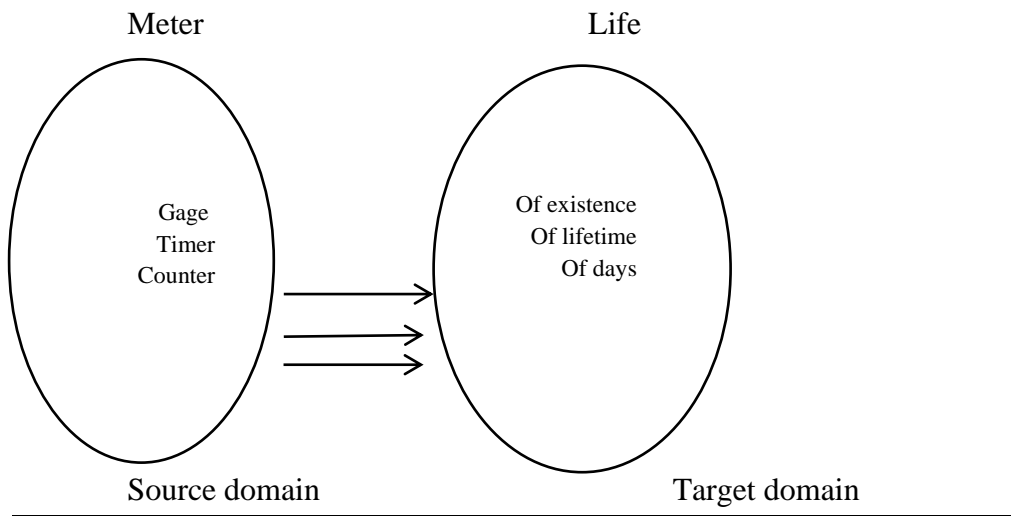 Meter Life
Gage
Timer
Counter
Of existence
Of lifetime
Of days
Source domain Target domain